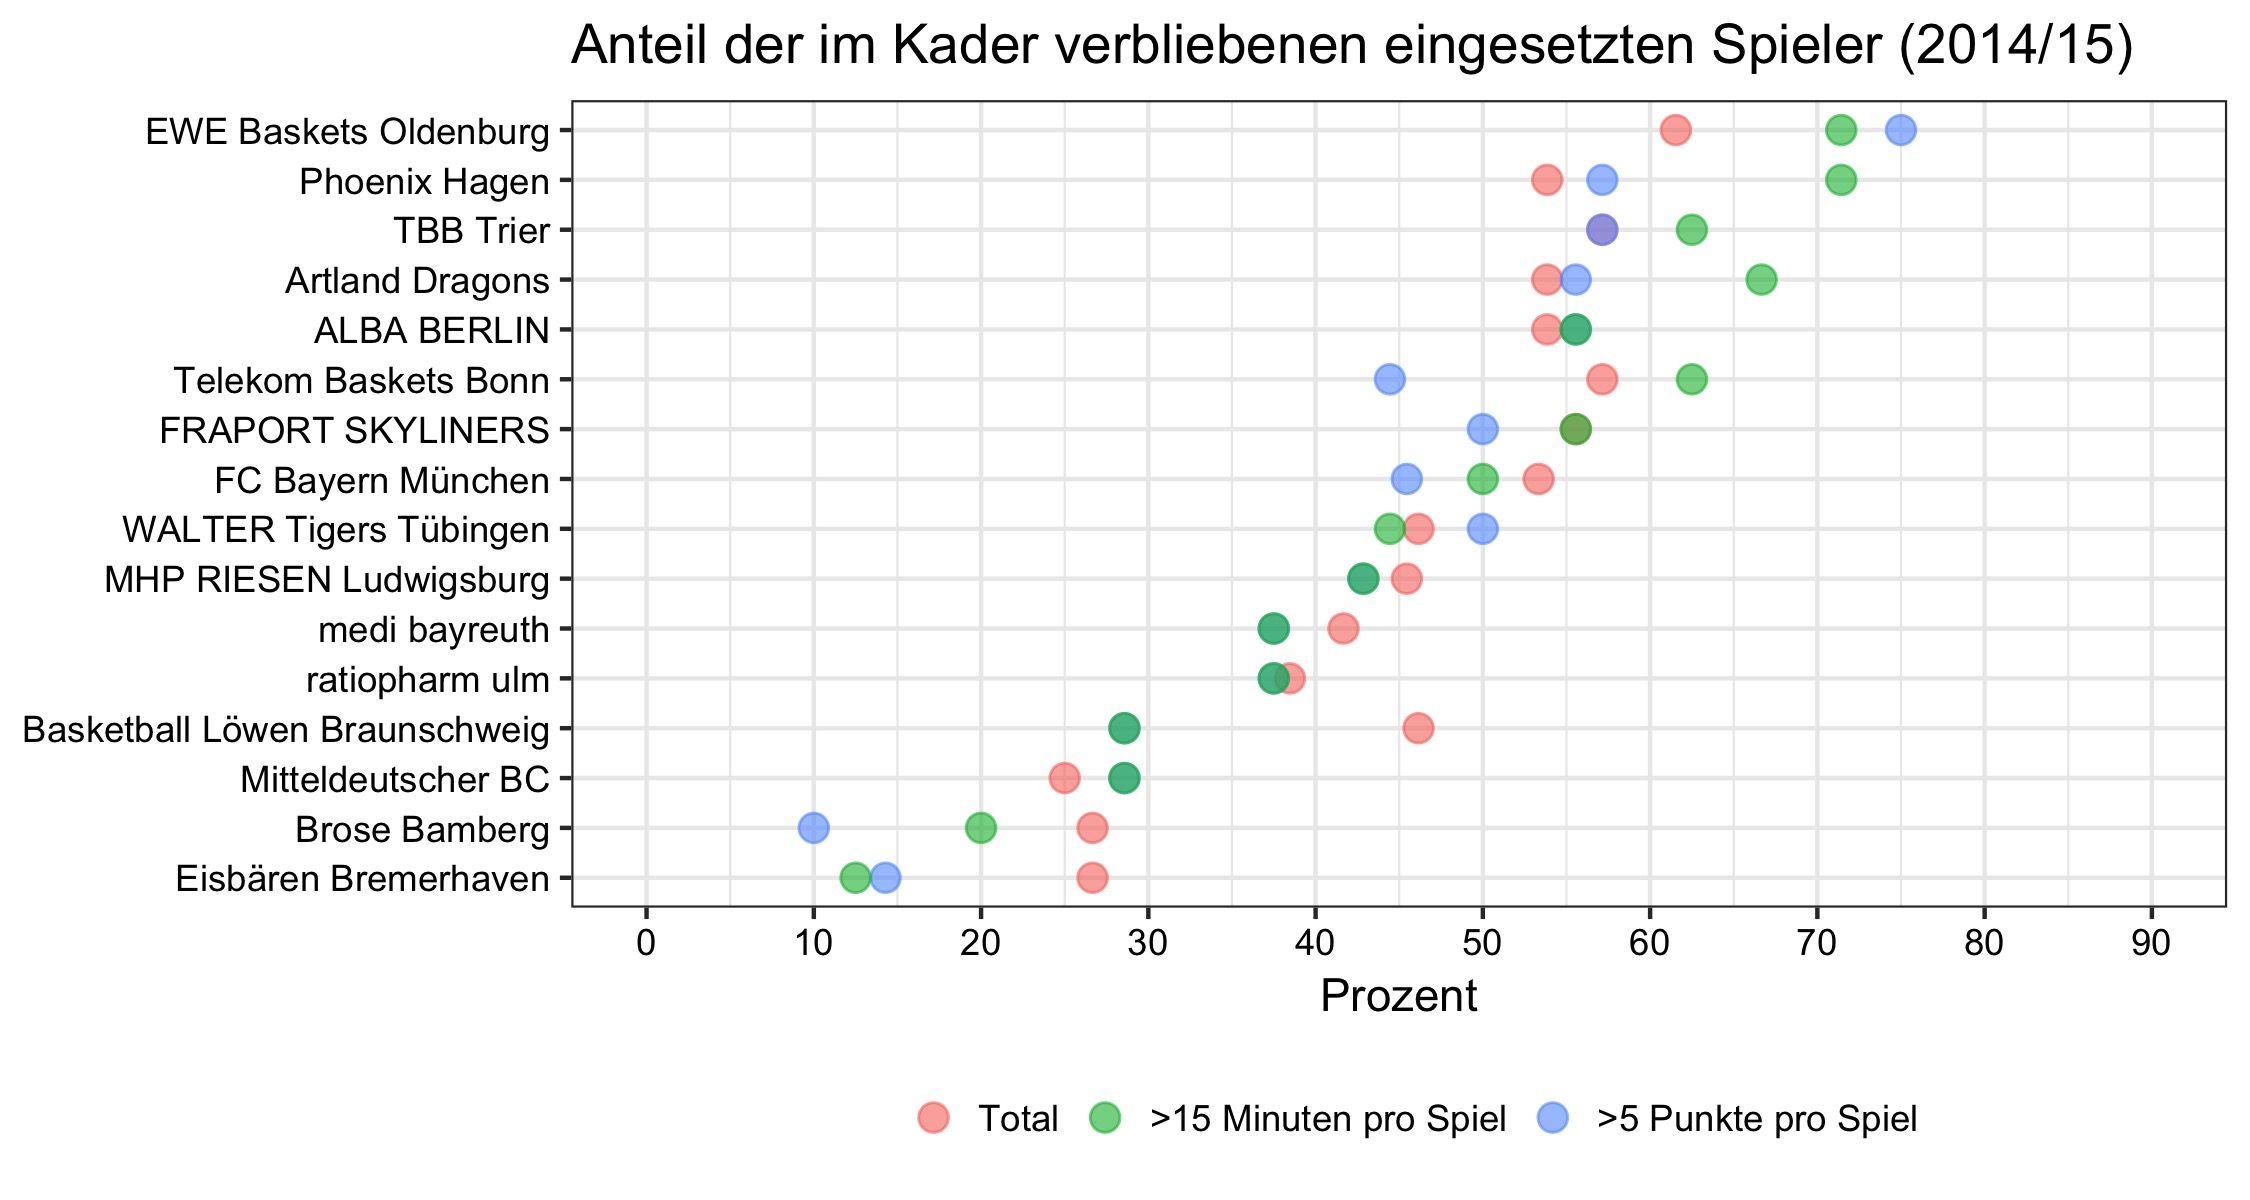 Anteil der im Kader verbliebenen eingesetzten Spieler (2014/15)
EWE Baskets Oldenburg
Phoenix Hagen
TBB Trier
Artland Dragons
ALBA BERLIN
Telekom Baskets Bonn
FRAPORT SKYLINERS
FC Bayern München
WALTER Tigers Tübingen
MHP RIESEN Ludwigsburg
medi bayreuth
ratiopharm ulm
Basketball Löwen Braunschweig
Mitteldeutscher BC
Brose Bamberg
Eisbären Bremerhaven
0 10 20 30 40 50 60 70 80 90
Prozent
Total >15 Minuten pro Spiel >5 Punkte pro Spiel